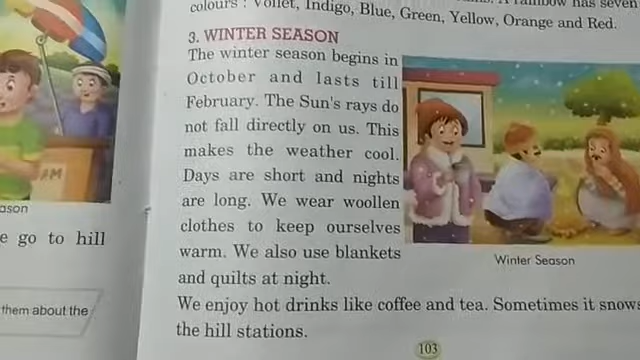 colours : Voilet, Indigo, Blue, Green, Yellow, Orange and Red.
A rainbow has seven
3. WINTER SEASON
The winter season begins in
October and lasts till
February. The Sun's rays do
not fall directly on us. This
makes the weather cool.
Days are short and nights
are long. We wear woollen
clothes to keep ourselves
warm. We also use blankets
and quilts at night.
We enjoy hot drinks like coffee and tea. Sometimes it snows
the hill stations.
Winter Season
103
AM
ason
e go to hill
them about the